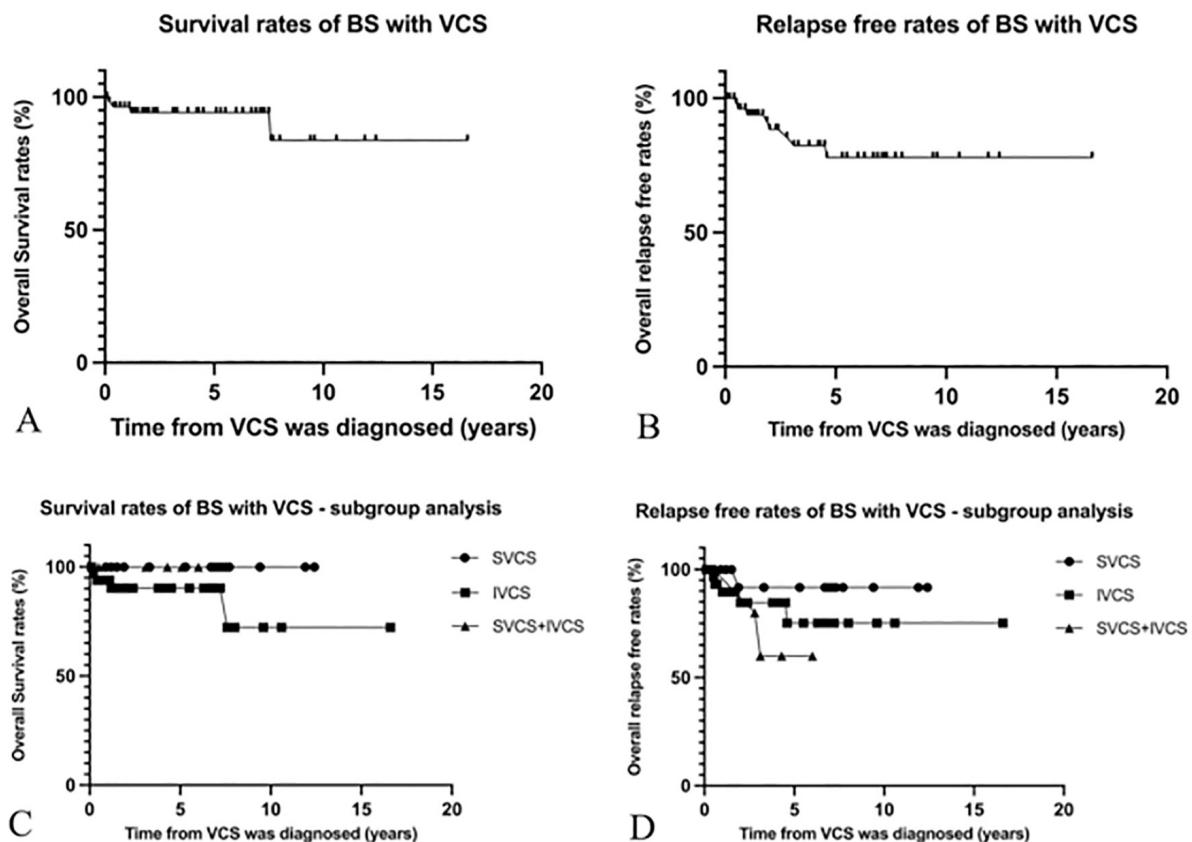 Survival rates of BS with VCS
Overall Survival rates (%)
100
50
0
0 5 10 15 20
Time from VCS was diagnosed (years)
A
Relapse free rates of BS with VCS
Overall relapse free rates (%)
100
50
0
0 5 10 15 20
Time from VCS was diagnosed (years)
B
Survival rates of BS with VCS - subgroup analysis
Overall Survival rates (%)
100
50
0
0 5 10 15 20
Time from VCS was diagnosed (years)
SVCS
IVCS
SVCS+IVCS
C
Relapse free rates of BS with VCS - subgroup analysis
Overall relapse free rates (%)
100
50
0
0 5 10 15 20
Time from VCS was diagnosed (years)
SVCS
IVCS
SVCS+IVCS
D